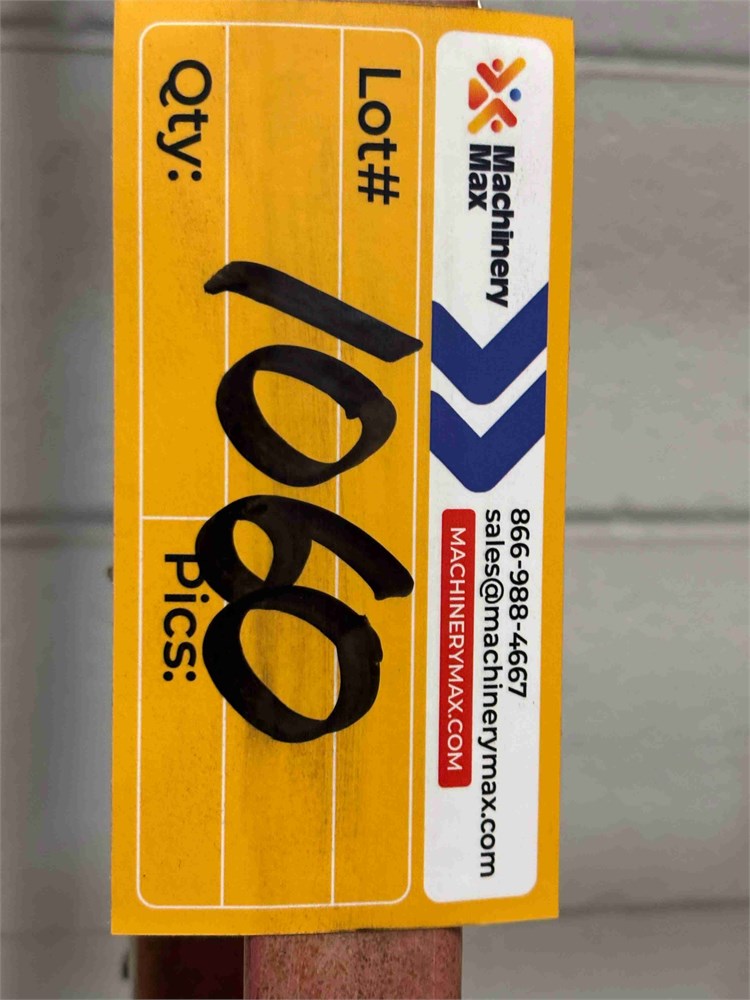 Machinery
Max
866-988-4667
sales@machinerymax.com
MACHINERYMAX.COM
Lot#
1060
Qty:
Pics: